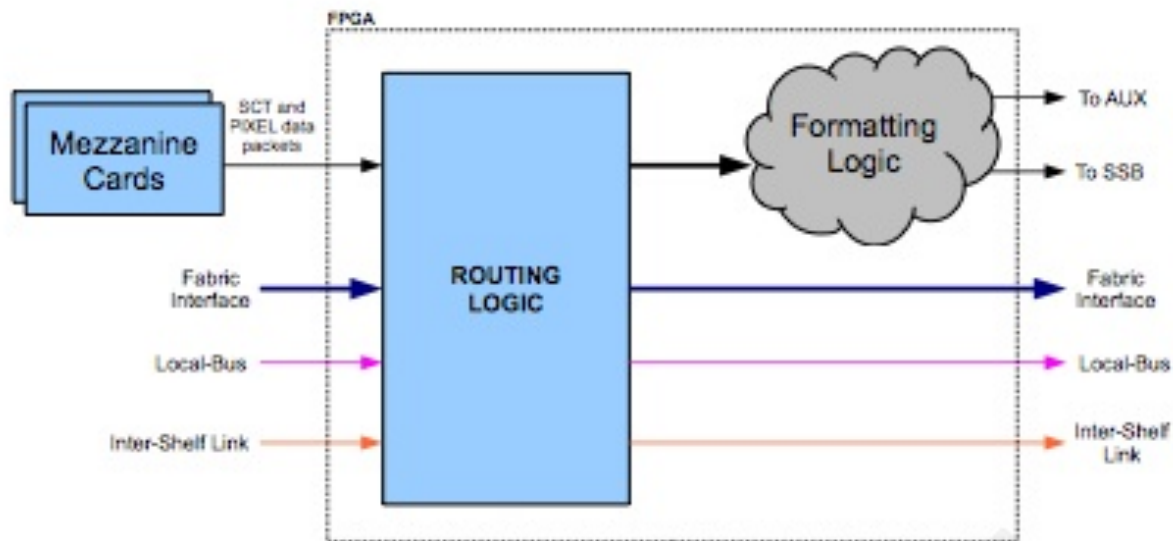 FPGA
SCT and
PIXEL data
packets
Mezzanine
Cards
Formatting
Logic
To AUX
To SSB
ROUTING
LOGIC
Fabric
Interface
Fabric
Interface
Local-Bus
Local-Bus
Inter-Shelf Link
Inter-Shelf
Link